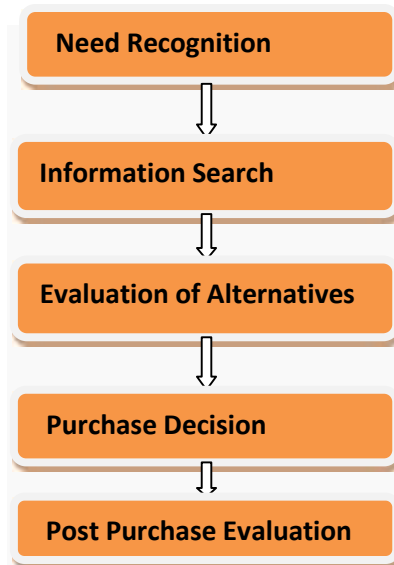 Need Recognition
Information Search
Evaluation of Alternatives
Purchase Decision
Post Purchase Evaluation